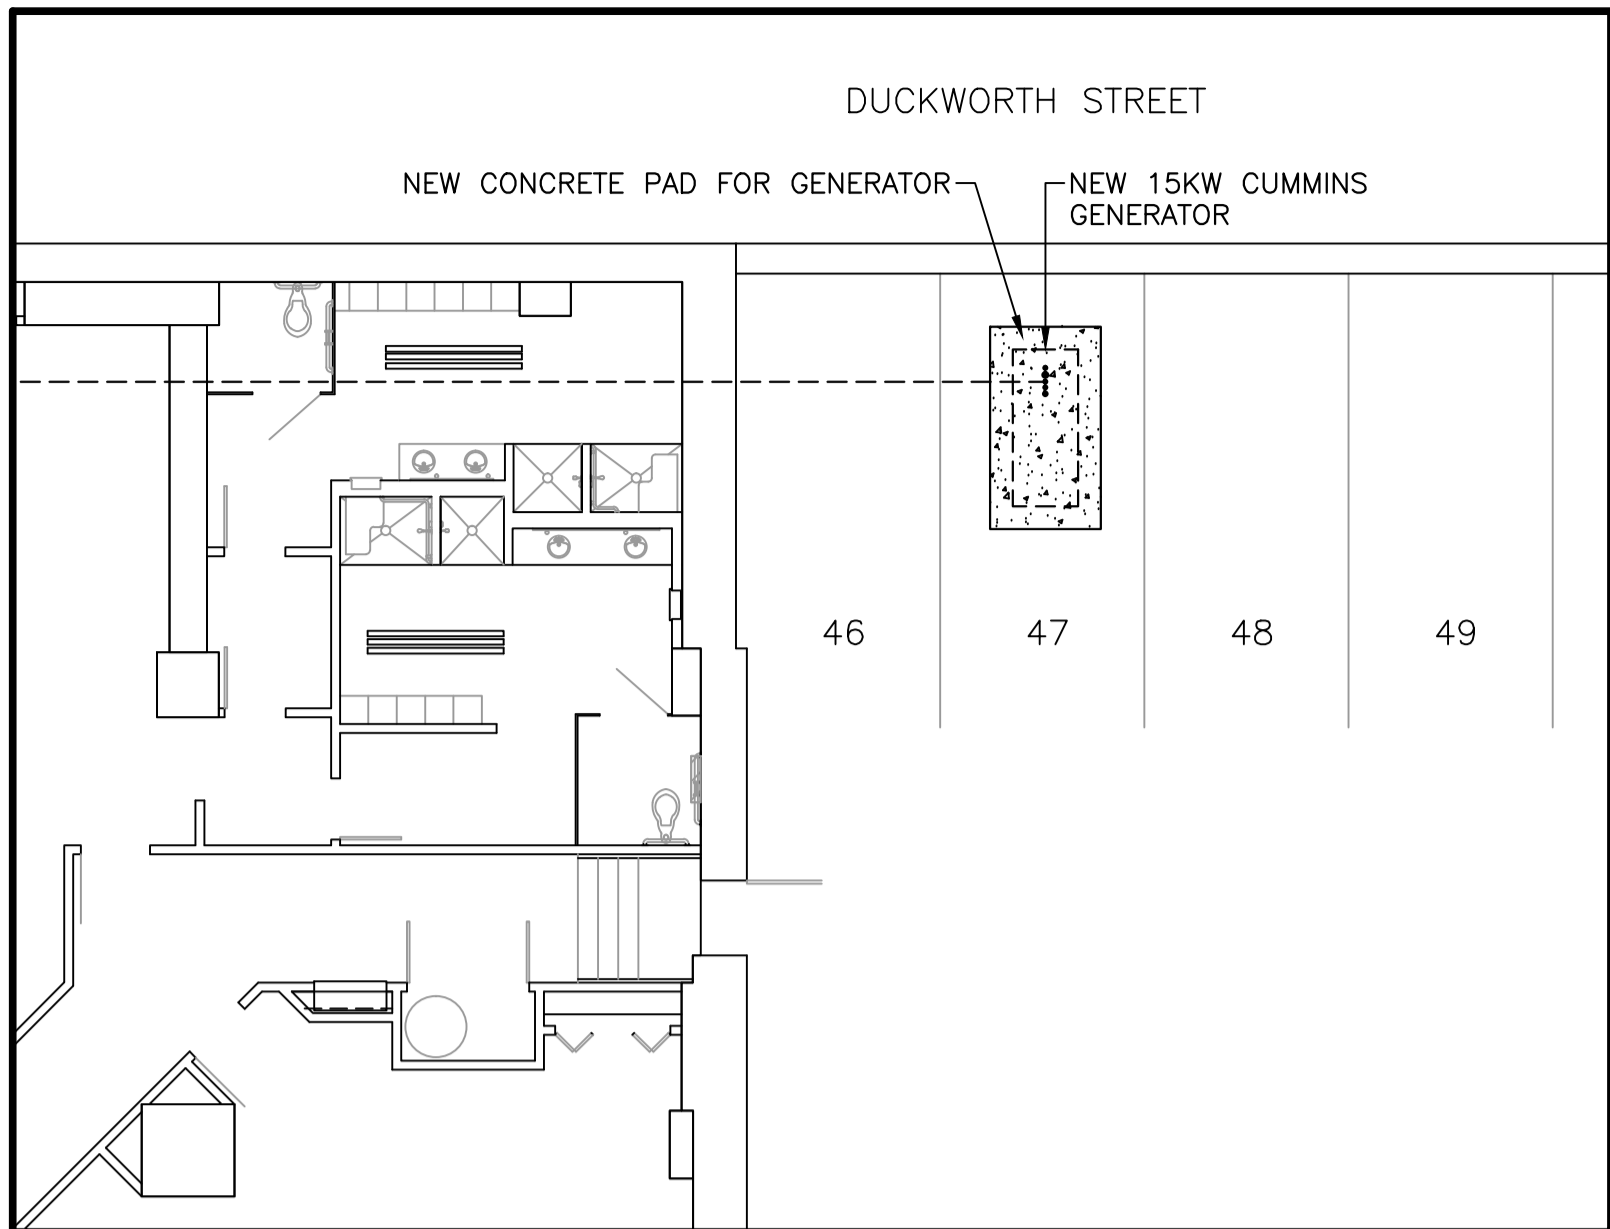 DUCKWORTH STREET
NEW CONCRETE PAD FOR GENERATOR
NEW 15KW CUMMINS
GENERATOR
46 47 48 49